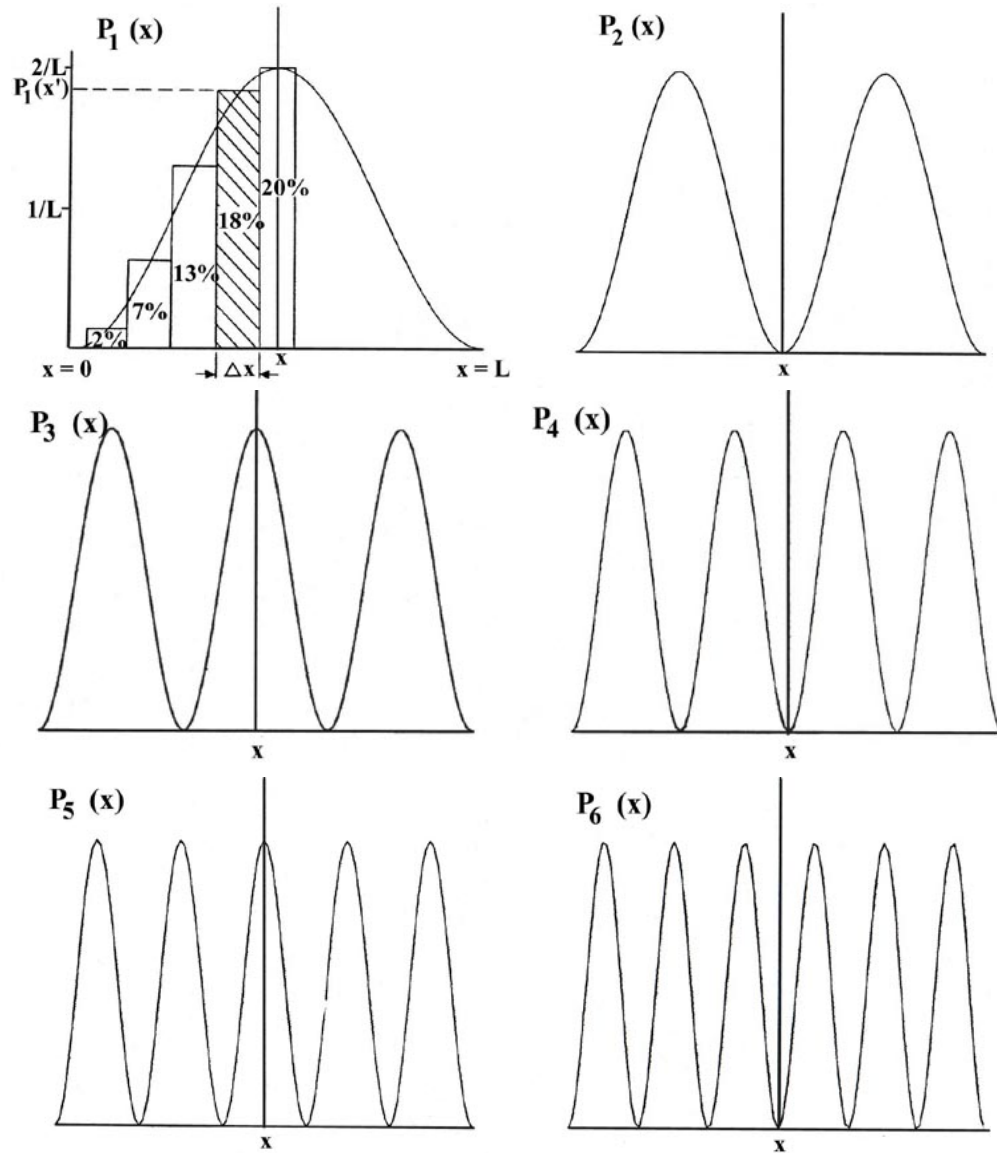 P₁ (x)
2/L
P₁(x')
1/L
2%
7%
13%
18%
20%
x = 0
Δx
x
x = L
P₂ (x)
x
P₃ (x)
x
P₄ (x)
x
P₅ (x)
x
P₆ (x)
x